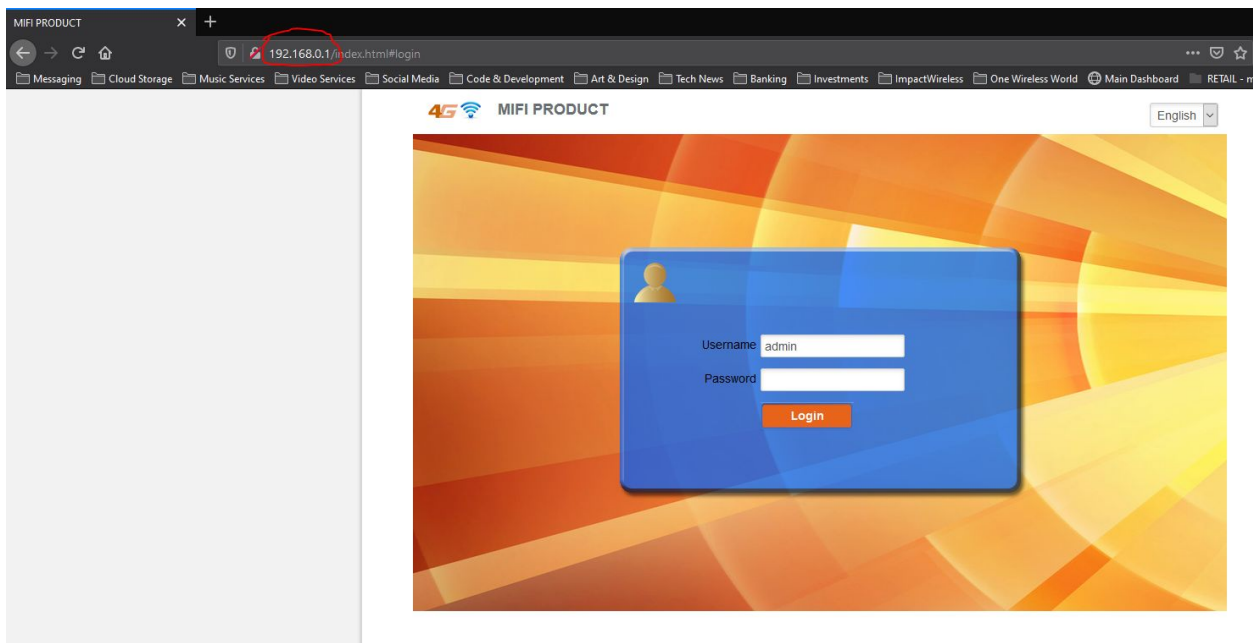 MIFI PRODUCT
192.168.0.1/index.html#login
Messaging Cloud Storage Music Services Video Services Social Media Code & Development Art & Design Tech News Banking Investments ImpactWireless One Wireless World Main Dashboard RETAIL - m
4G MIFI PRODUCT English
Username admin
Password
Login